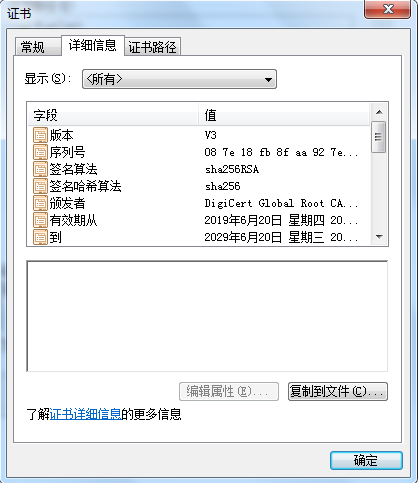 证书
常规 详细信息 证书路径
显示(S): <所有>
字段 值
版本 V3
序列号 08 7e 18 fb 8f aa 92 7e...
签名算法 sha256RSA
签名哈希算法 sha256
颁发者 DigiCert Global Root CA...
有效期从 2019年6月20日 星期四 20...
到 2029年6月20日 星期三 20...
编辑属性(E)... 复制到文件(C)...
了解证书详细信息的更多信息
确定